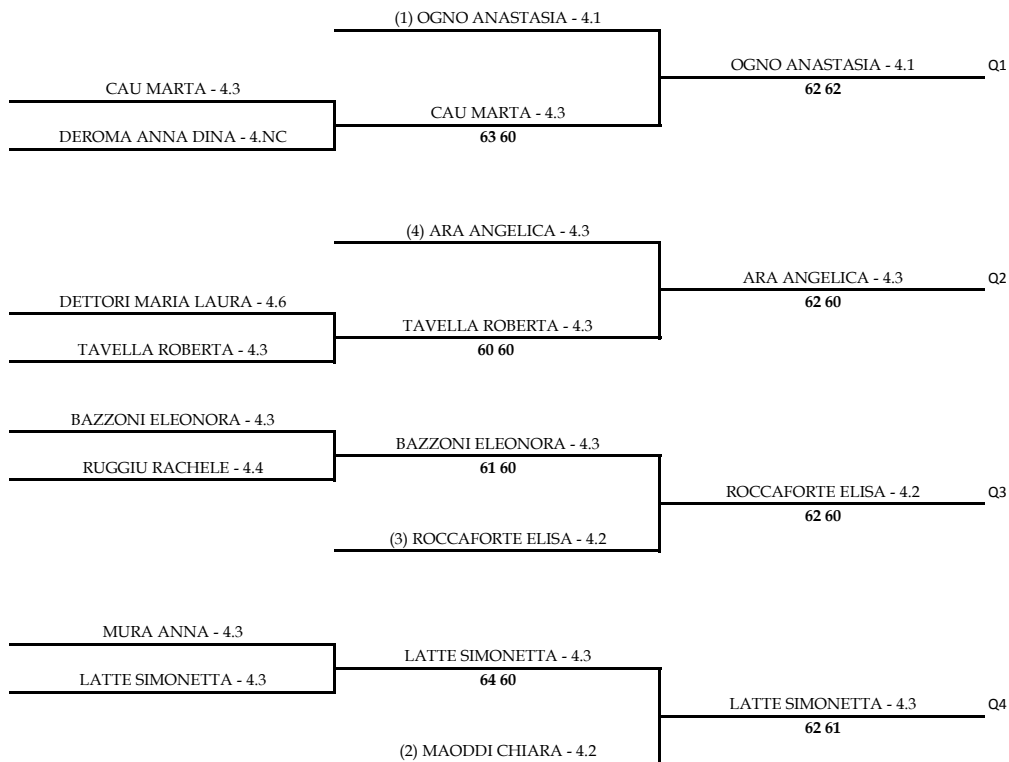 (1) OGNO ANASTASIA - 4.1
OGNO ANASTASIA - 4.1 Q1
CAU MARTA - 4.3
62 62
CAU MARTA - 4.3
DEROMA ANNA DINA - 4.NC
63 60
(4) ARA ANGELICA - 4.3
ARA ANGELICA - 4.3 Q2
DETTORI MARIA LAURA - 4.6
62 60
TAVELLA ROBERTA - 4.3
TAVELLA ROBERTA - 4.3
60 60
BAZZONI ELEONORA - 4.3
BAZZONI ELEONORA - 4.3
RUGGIU RACHELE - 4.4
61 60
ROCCAFORTE ELISA - 4.2 Q3
62 60
(3) ROCCAFORTE ELISA - 4.2
MURA ANNA - 4.3
LATTE SIMONETTA - 4.3
LATTE SIMONETTA - 4.3
64 60
LATTE SIMONETTA - 4.3 Q4
62 61
(2) MAODDI CHIARA - 4.2